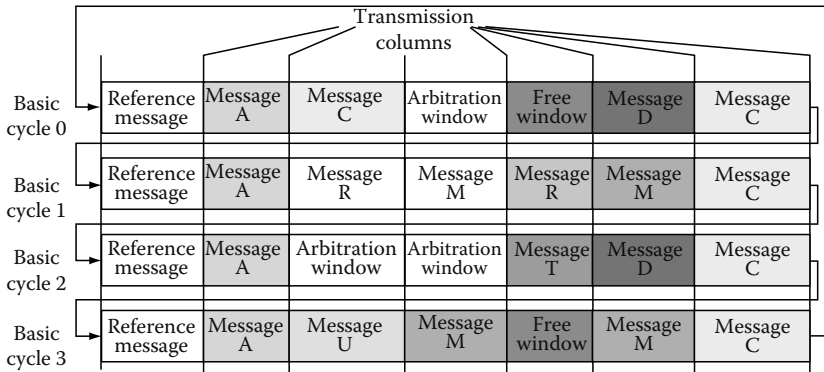 Transmission
columns
Basic
cycle 0
Reference
message
Message
A
Message
C
Arbitration
window
Free
window
Message
D
Message
C
Basic
cycle 1
Reference
message
Message
A
Message
R
Message
M
Message
R
Message
M
Message
C
Basic
cycle 2
Reference
message
Message
A
Arbitration
window
Arbitration
window
Message
T
Message
D
Message
C
Basic
cycle 3
Reference
message
Message
A
Message
U
Message
M
Free
window
Message
M
Message
C